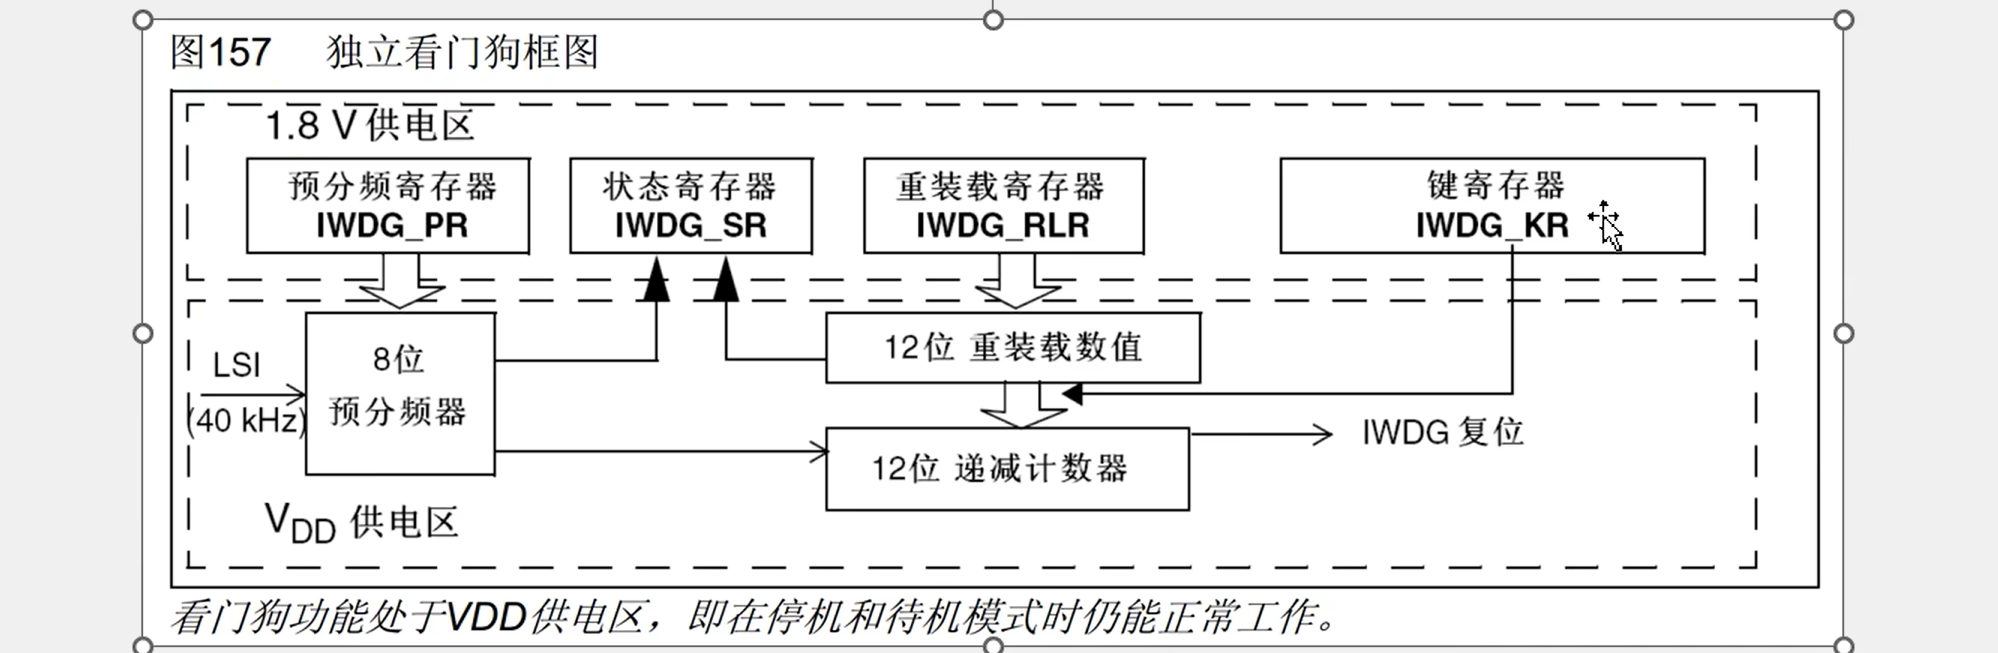 图157 独立看门狗框图
1.8 V供电区
预分频寄存器
IWDG_PR
状态寄存器
IWDG_SR
重装载寄存器
IWDG_RLR
键寄存器
IWDG_KR
LSI
(40 kHz)
8位
预分频器
12位 重装载数值
12位 递减计数器
IWDG 复位
VDD 供电区
看门狗功能处于VDD供电区，即在停机和待机模式时仍能正常工作。